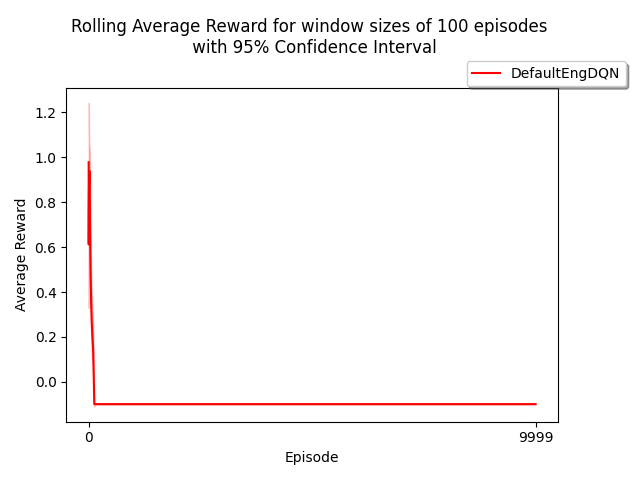 Rolling Average Reward for window sizes of 100 episodes
with 95% Confidence Interval
DefaultEngDQN
1.2
1.0
0.8
0.6
0.4
0.2
0.0
Average Reward
0
9999
Episode